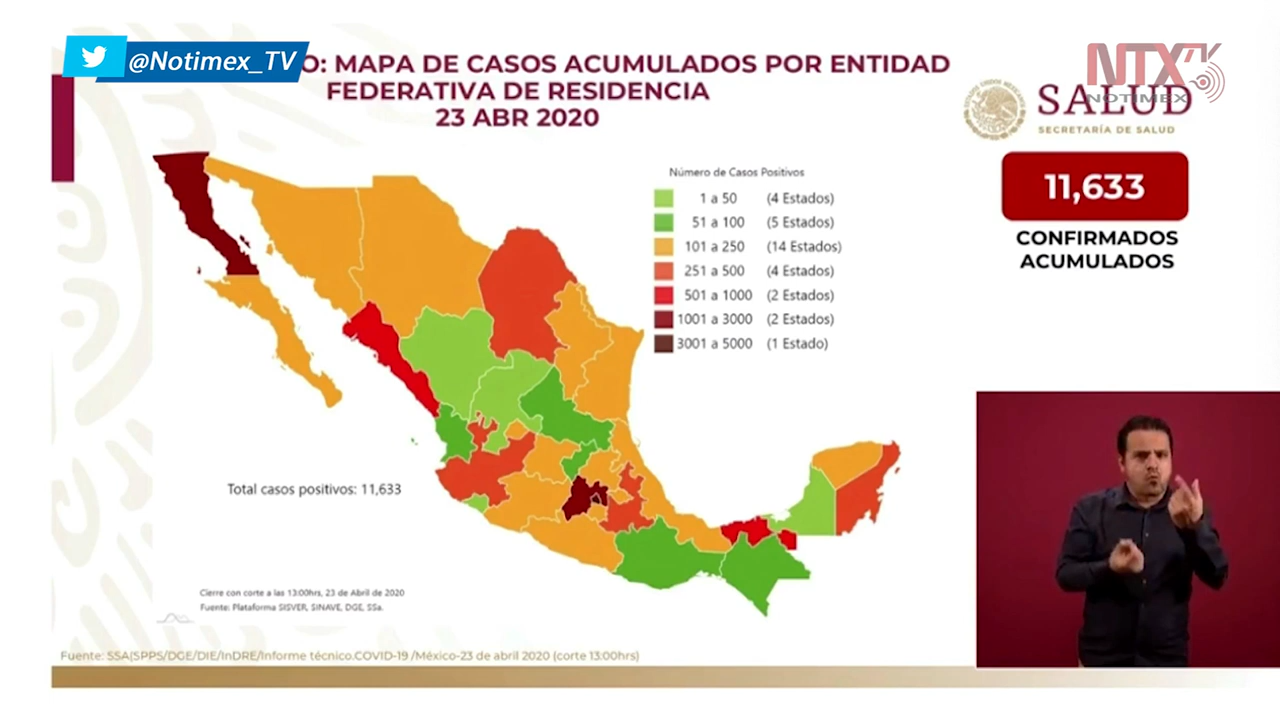 @Notimex_TV
O: MAPA DE CASOS ACUMULADOS POR ENTIDAD
FEDERATIVA DE RESIDENCIA
23 ABR 2020
NTX TV
NOTIMEX
SALUD
SECRETARÍA DE SALUD
11,633
CONFIRMADOS
ACUMULADOS
Número de Casos Positivos
1 a 50 (4 Estados)
51 a 100 (5 Estados)
101 a 250 (14 Estados)
251 a 500 (4 Estados)
501 a 1000 (2 Estados)
1001 a 3000 (2 Estados)
3001 a 5000 (1 Estado)
Total casos positivos: 11,633
Cierre con corte a las 13:00hrs, 23 de Abril de 2020
Fuente: Plataforma SISVER, SINAVE, DGE, SSa.
Fuente: SSA(SPPS/DGE/DIE/InDRE/Informe técnico.COVID-19 /México-23 de abril 2020 (corte 13:00hrs)